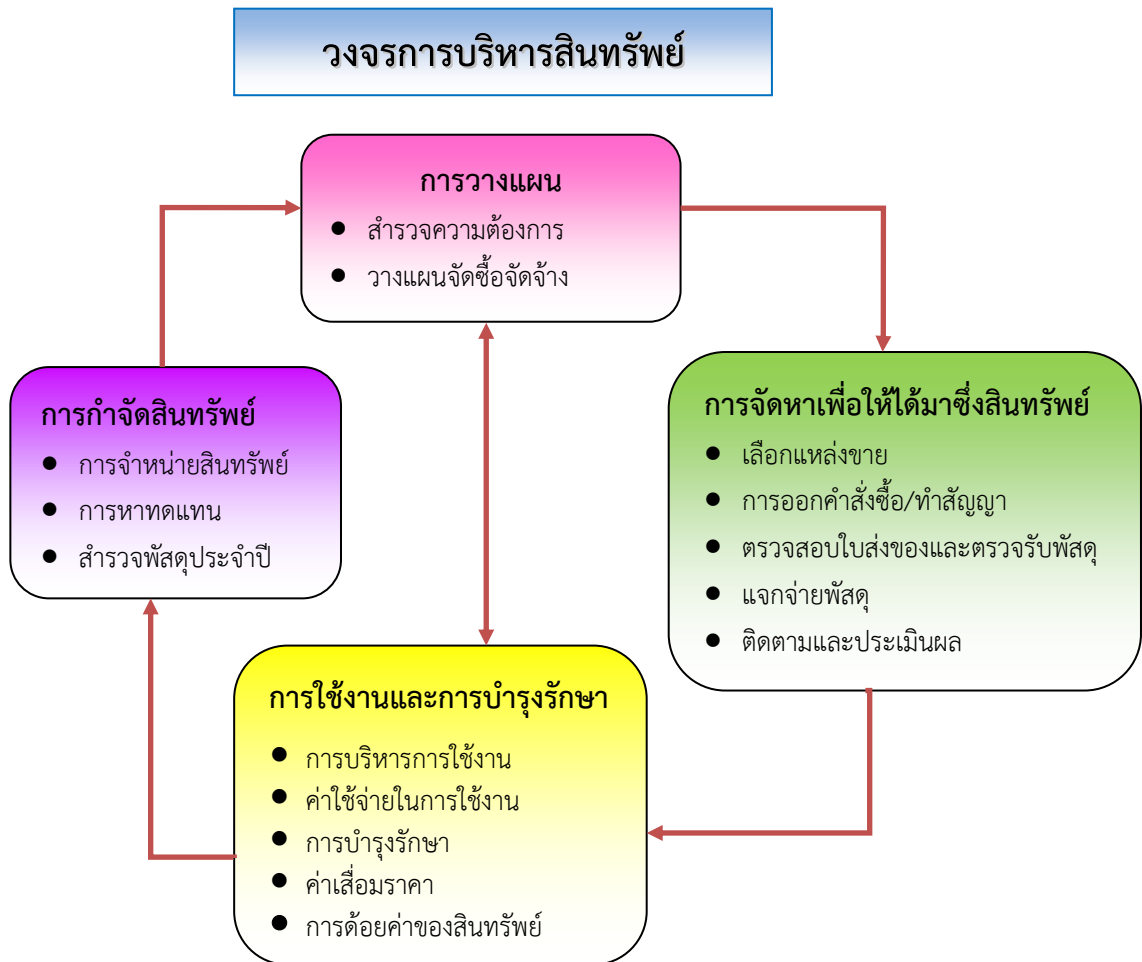 วงจรการบริหารสินทรัพย์
การวางแผน
● สำรวจความต้องการ
● วางแผนจัดซื้อจัดจ้าง
การจัดหาเพื่อให้ได้มาซึ่งสินทรัพย์
● เลือกแหล่งขาย
● การออกคำสั่งซื้อ/ทำสัญญา
● ตรวจสอบใบส่งของและตรวจรับพัสดุ
● แจกจ่ายพัสดุ
● ติดตามและประเมินผล
การใช้งานและการบำรุงรักษา
● การบริหารการใช้งาน
● ค่าใช้จ่ายในการใช้งาน
● การบำรุงรักษา
● ค่าเสื่อมราคา
● การด้อยค่าของสินทรัพย์
การกำจัดสินทรัพย์
● การจำหน่ายสินทรัพย์
● การหาทดแทน
● สำรวจพัสดุประจำปี